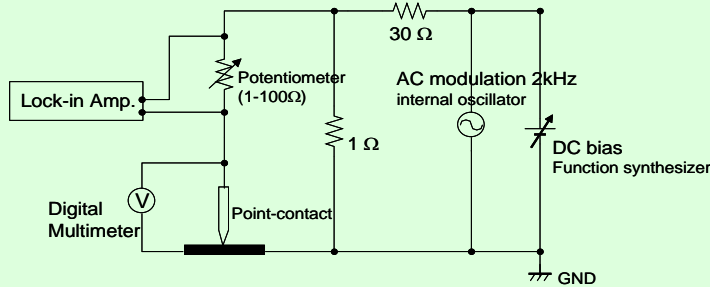 30 Ω
Potentiometer
(1-100Ω)
AC modulation 2kHz
internal oscillator
Lock-in Amp.
1 Ω
DC bias
Function synthesizer
V
Digital
Multimeter
Point-contact
GND